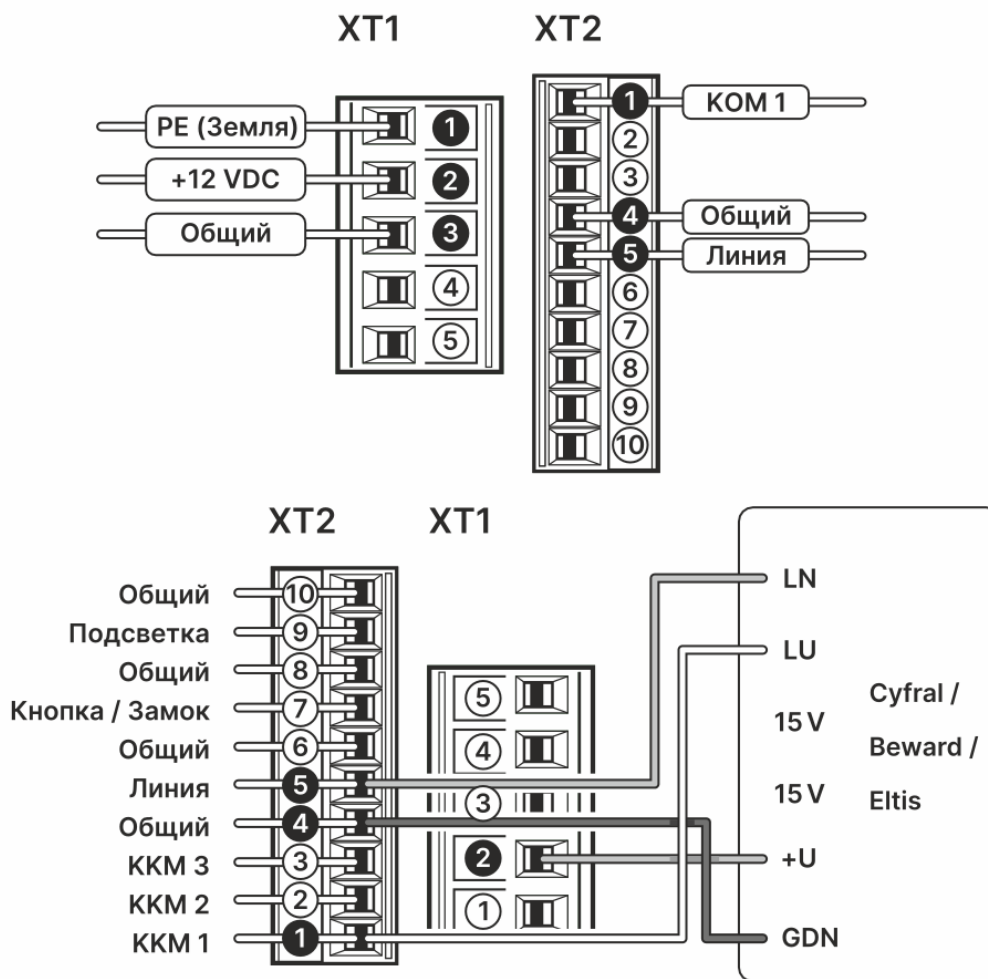 XT1
XT2
PE (Земля)
1
+12 VDC
2
Общий
3
4
5
1
КОМ 1
2
3
4
Общий
5
Линия
6
7
8
9
10
XT2
XT1
Общий
10
Подсветка
9
Общий
8
Кнопка / Замок
7
Общий
6
Линия
5
Общий
4
ККМ 3
3
ККМ 2
2
ККМ 1
1
5
4
3
2
1
LN
LU
15 V
15 V
+U
GDN
Cyfral /
Beward /
Eltis